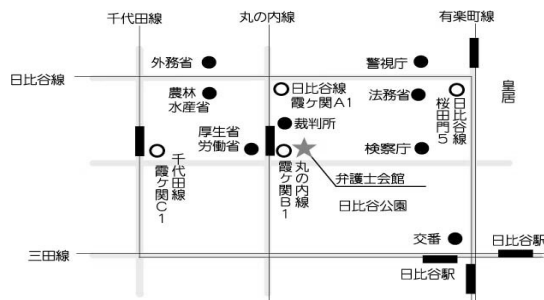 千代田線
丸の内線
有楽町線
外務省
警視庁
日比谷線
農林
水産省
日比谷線
霞ヶ関A1
法務省
日比谷線
桜田門5
皇居
裁判所
厚生省
労働省
検察庁
千代田線
霞ヶ関C1
丸の内線
霞ヶ関B1
弁護士会館
日比谷公園
交番
三田線
日比谷駅
日比谷駅